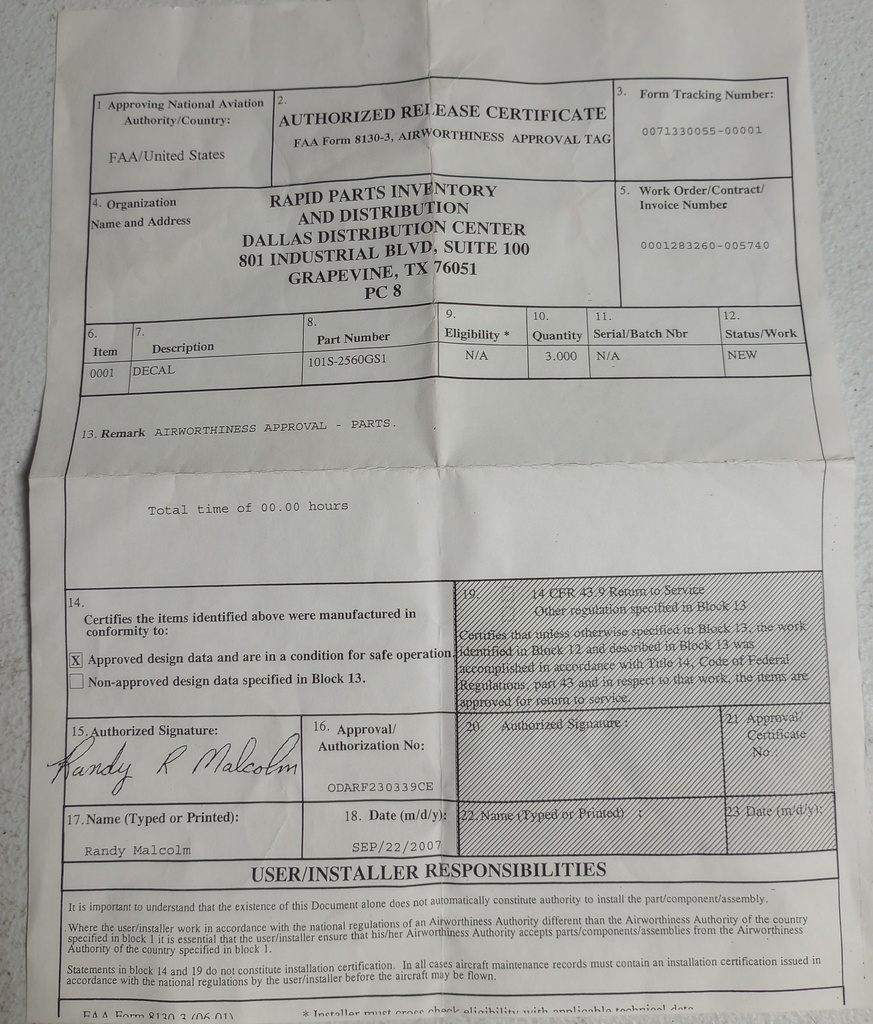 1 Approving National Aviation
Authority/Country:
FAA/United States
2.
AUTHORIZED RELEASE CERTIFICATE
FAA Form 8130-3, AIRWORTHINESS APPROVAL TAG
3. Form Tracking Number:
0071330055-00001
4. Organization
Name and Address
RAPID PARTS INVENTORY
AND DISTRIBUTION
DALLAS DISTRIBUTION CENTER
801 INDUSTRIAL BLVD, SUITE 100
GRAPEVINE, TX 76051
PC 8
5. Work Order/Contract/
Invoice Number
0001283260-005740
6. Item
7. Description
8. Part Number
9. Eligibility *
10. Quantity
11. Serial/Batch Nbr
12. Status/Work
0001 DECAL 101S-2560GS1 N/A 3.000 N/A NEW
13. Remark AIRWORTHINESS APPROVAL - PARTS.
Total time of 00.00 hours
14.
Certifies the items identified above were manufactured in
conformity to:
X Approved design data and are in a condition for safe operation.
Non-approved design data specified in Block 13.
19. 14 CFR 43.9 Return to Service
Other regulation specified in Block 13
Certifies that unless otherwise specified in Block 13, the work
identified in Block 12 and described in Block 13 was
accomplished in accordance with Title 14, Code of Federal
Regulations, part 43 and in respect to that work, the items are
approved for return to service.
15. Authorized Signature:
Randy R Malcolm
16. Approval/
Authorization No:
ODARF230339CE
20. Authorized Signature:
21 Approval/
Certificate
No.:
17. Name (Typed or Printed):
Randy Malcolm
18. Date (m/d/y):
SEP/22/2007
22. Name (Typed or Printed) :
23 Date (m/d/y):
USER/INSTALLER RESPONSIBILITIES
It is important to understand that the existence of this Document alone does not automatically constitute authority to install the part/component/assembly.
Where the user/installer work in accordance with the national regulations of an Airworthiness Authority different than the Airworthiness Authority of the country
specified in block 1 it is essential that the user/installer ensure that his/her Airworthiness Authority accepts parts/components/assemblies from the Airworthiness
Authority of the country specified in block 1.
Statements in block 14 and 19 do not constitute installation certification. In all cases aircraft maintenance records must contain an installation certification issued in
accordance with the national regulations by the user/installer before the aircraft may be flown.
FAA Form 8130 3 (06 01)
* Installer must cross check eligibility with applicable technical data